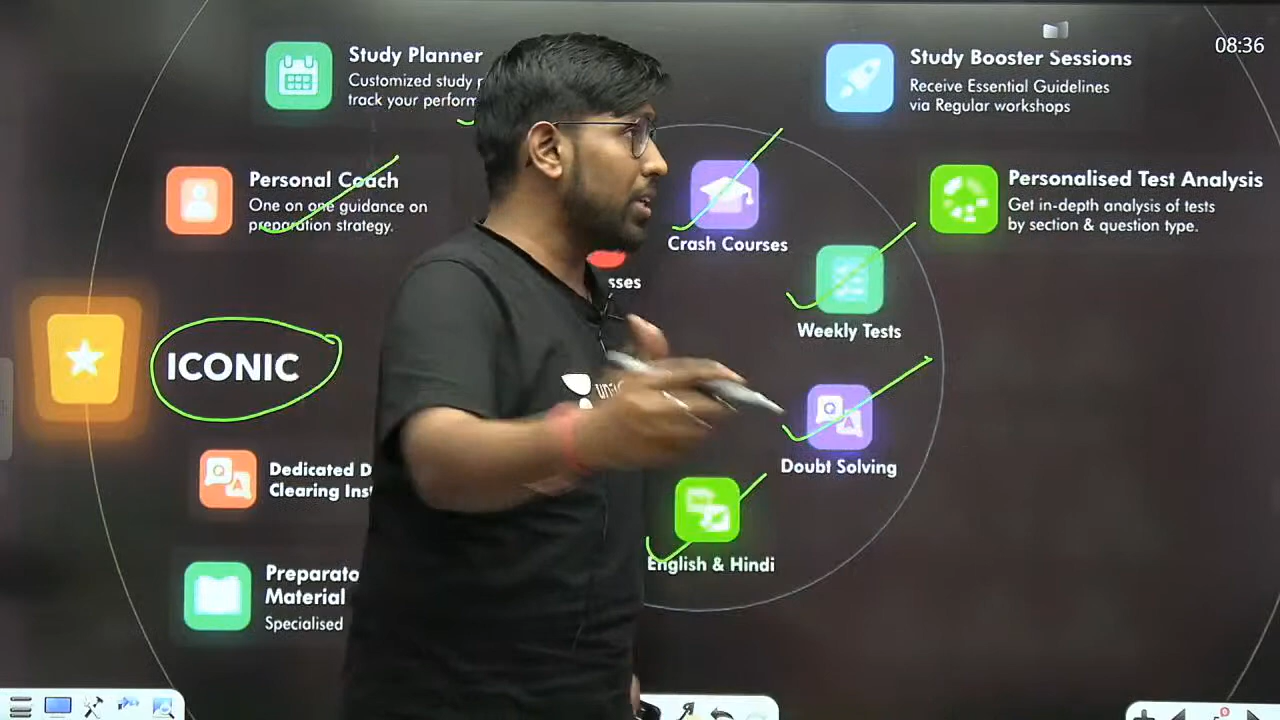 08:36
Study Planner
Customized study
track your perform
Study Booster Sessions
Receive Essential Guidelines
via Regular workshops
Personal Coach
One on one guidance on
preparation strategy.
Personalised Test Analysis
Get in-depth analysis of tests
by section & question type.
Crash Courses
sses
Weekly Tests
ICONIC
Q
A
Doubt Solving
Q
A
Dedicated D
Clearing Inst
English & Hindi
Preparato
Material
Specialised